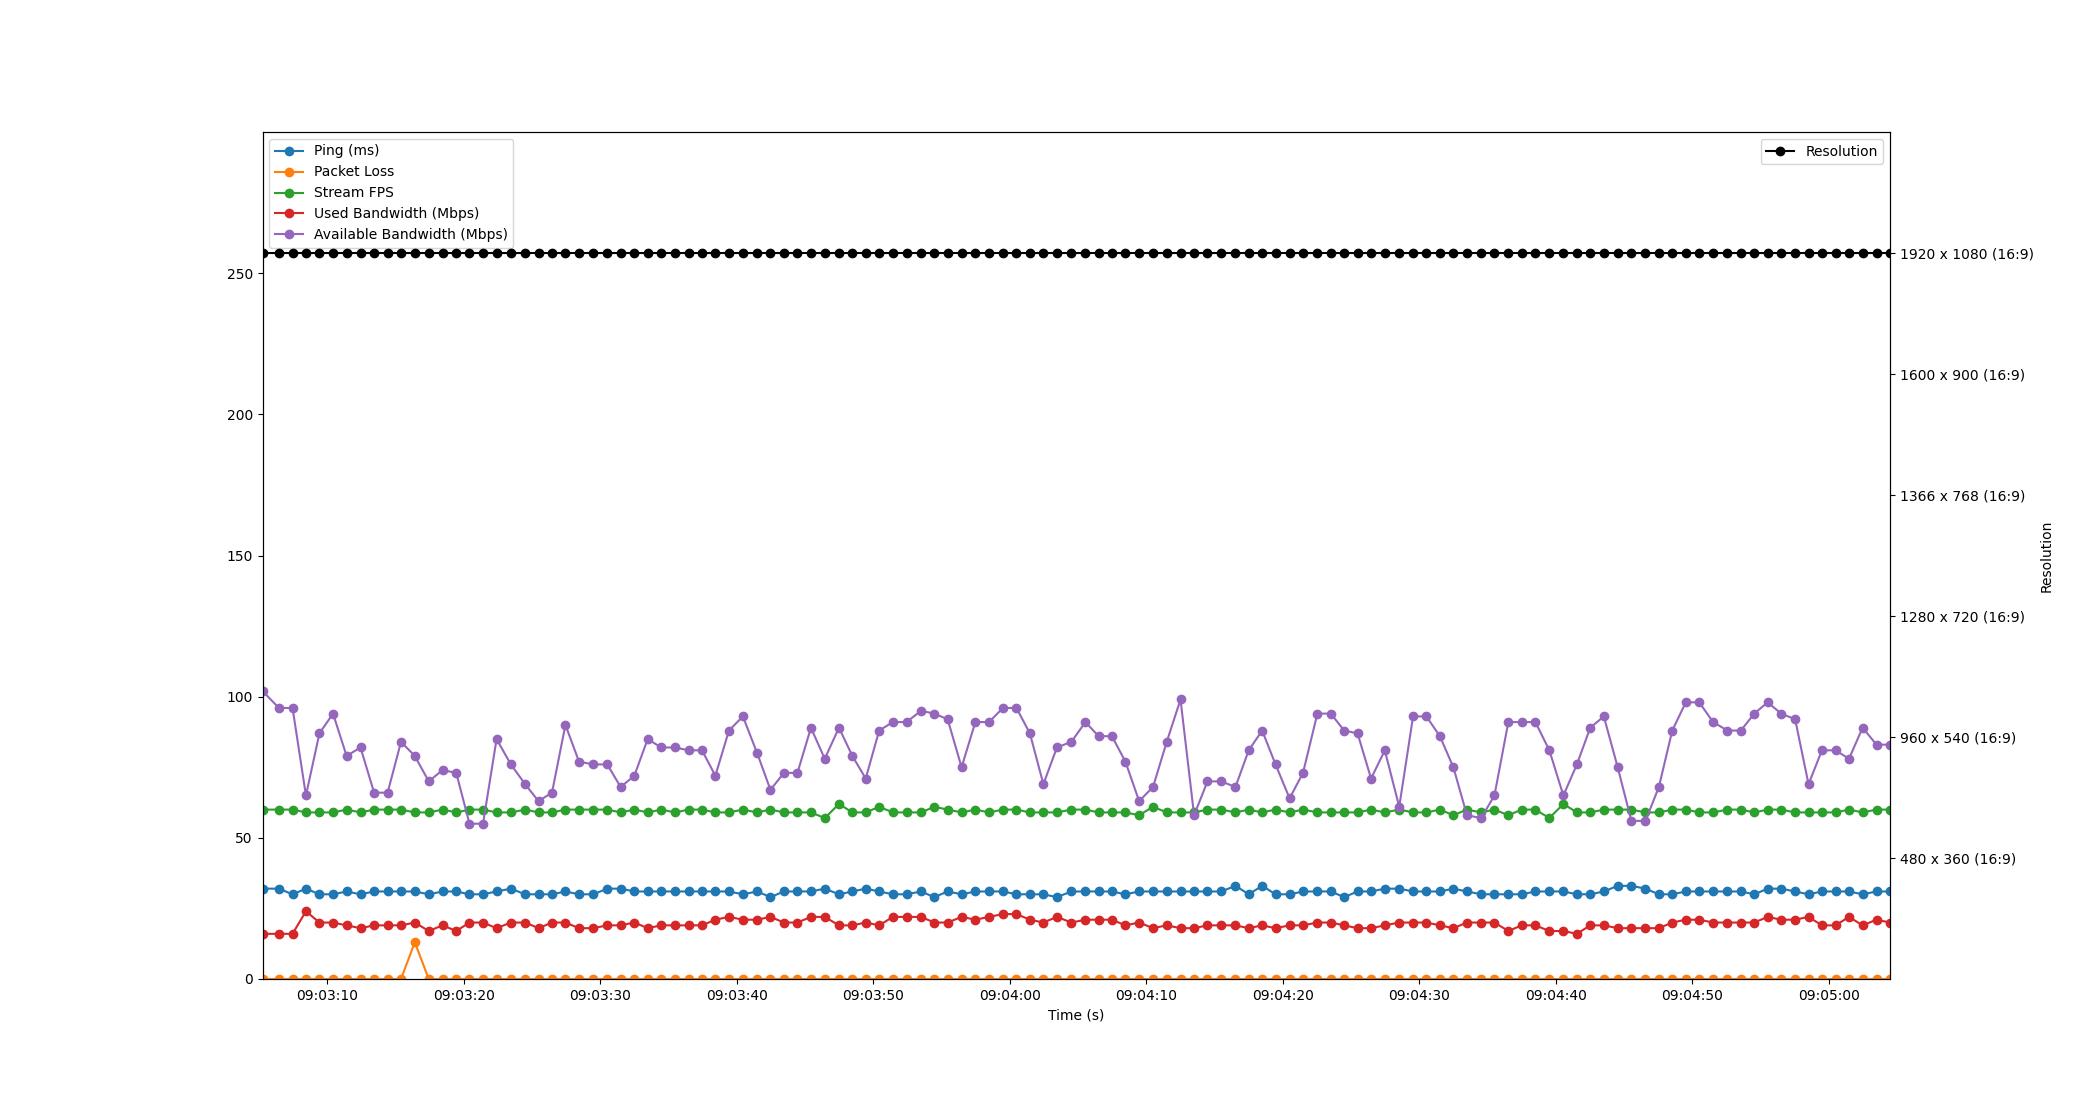 Ping (ms)
Packet Loss
Stream FPS
Used Bandwidth (Mbps)
Available Bandwidth (Mbps)
Resolution
250
200
150
100
50
0
1920 x 1080 (16:9)
1600 x 900 (16:9)
1366 x 768 (16:9)
1280 x 720 (16:9)
960 x 540 (16:9)
480 x 360 (16:9)
Resolution
09:03:10 09:03:20 09:03:30 09:03:40 09:03:50 09:04:00 09:04:10 09:04:20 09:04:30 09:04:40 09:04:50 09:05:00
Time (s)